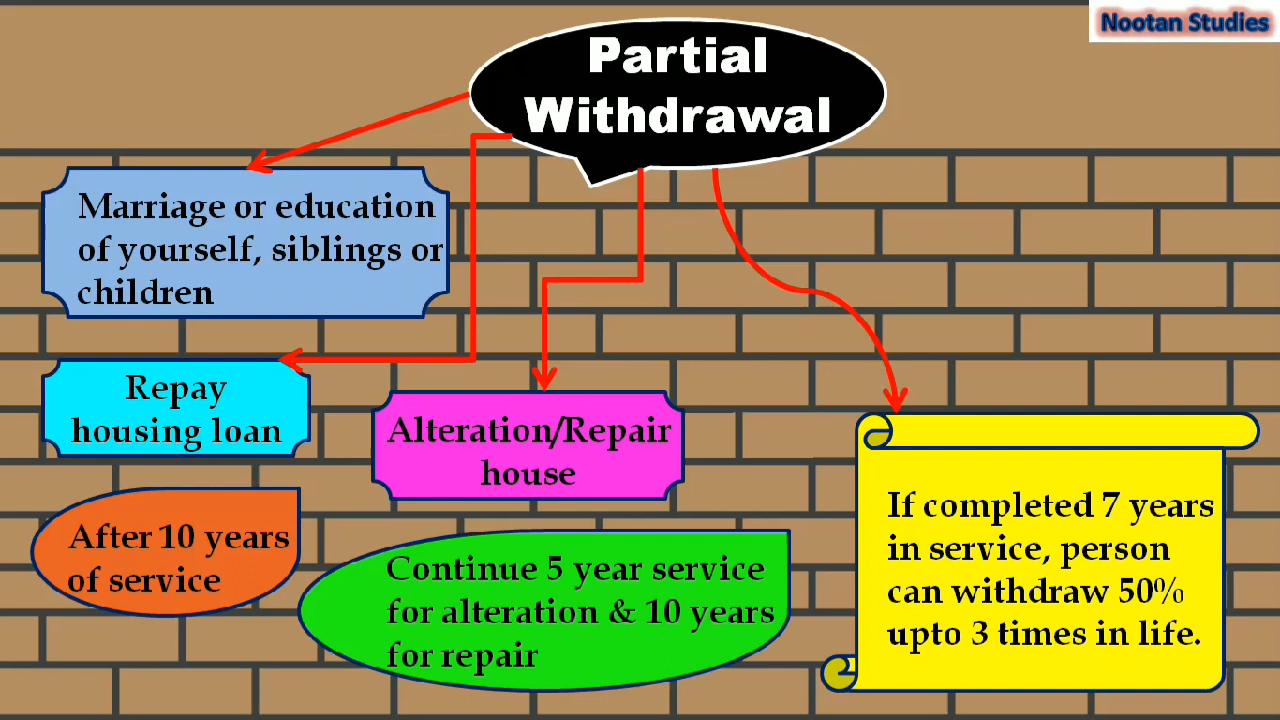 Nootan Studies
Partial
Withdrawal
Marriage or education
of yourself, siblings or
children
Repay
housing loan
After 10 years
of service
Alteration/Repair
house
Continue 5 year service
for alteration & 10 years
for repair
If completed 7 years
in service, person
can withdraw 50%
upto 3 times in life.